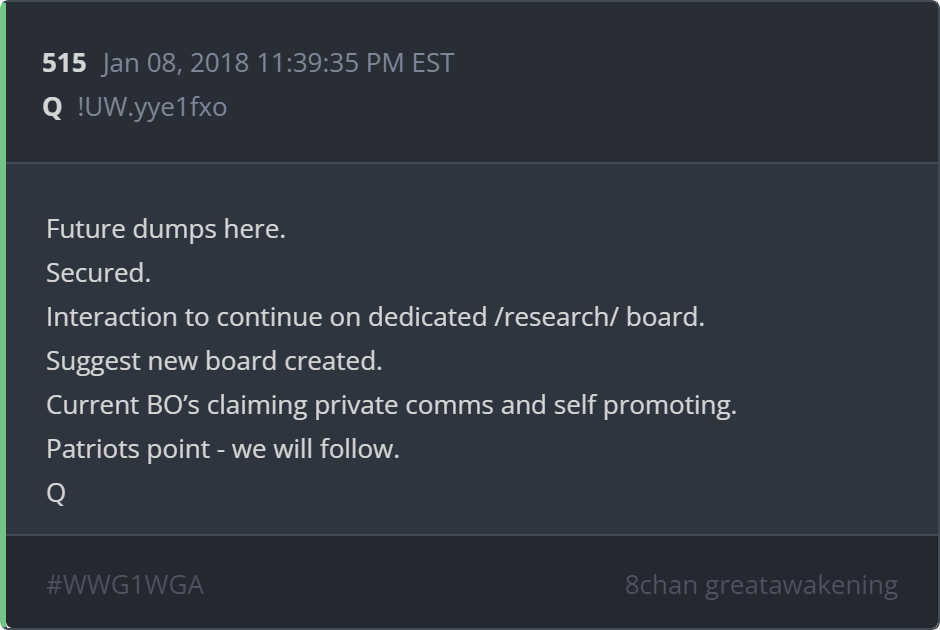 515 Jan 08, 2018 11:39:35 PM EST
Q !UW.yye1fxo
Future dumps here.
Secured.
Interaction to continue on dedicated /research/ board.
Suggest new board created.
Current BO’s claiming private comms and self promoting.
Patriots point - we will follow.
Q
#WWG1WGA 8chan greatawakening